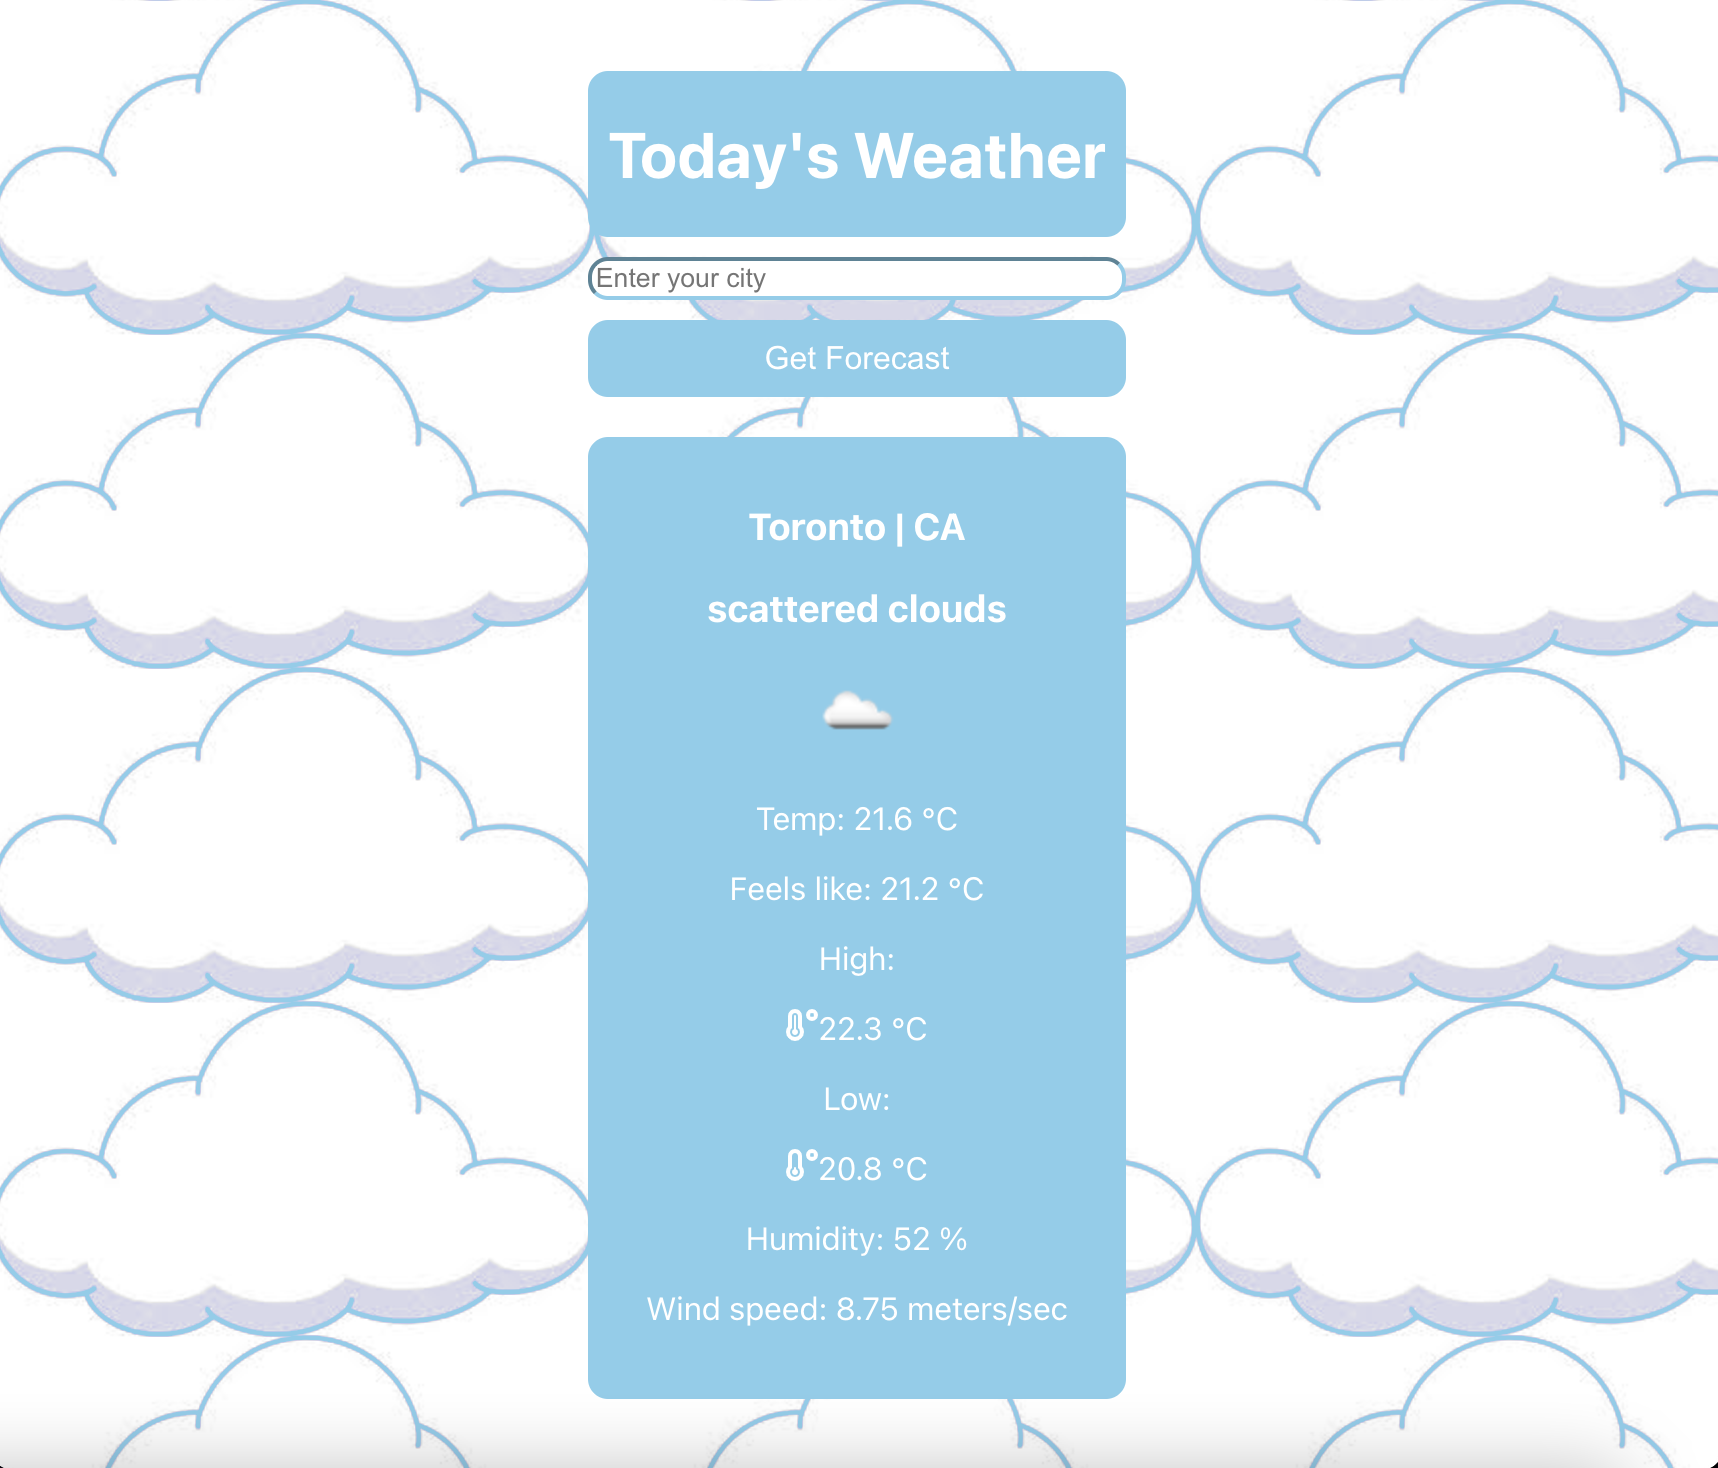 Today's Weather
Enter your city
Get Forecast
Toronto | CA
scattered clouds
Temp: 21.6 °C
Feels like: 21.2 °C
High:
22.3 °C
Low:
20.8 °C
Humidity: 52 %
Wind speed: 8.75 meters/sec